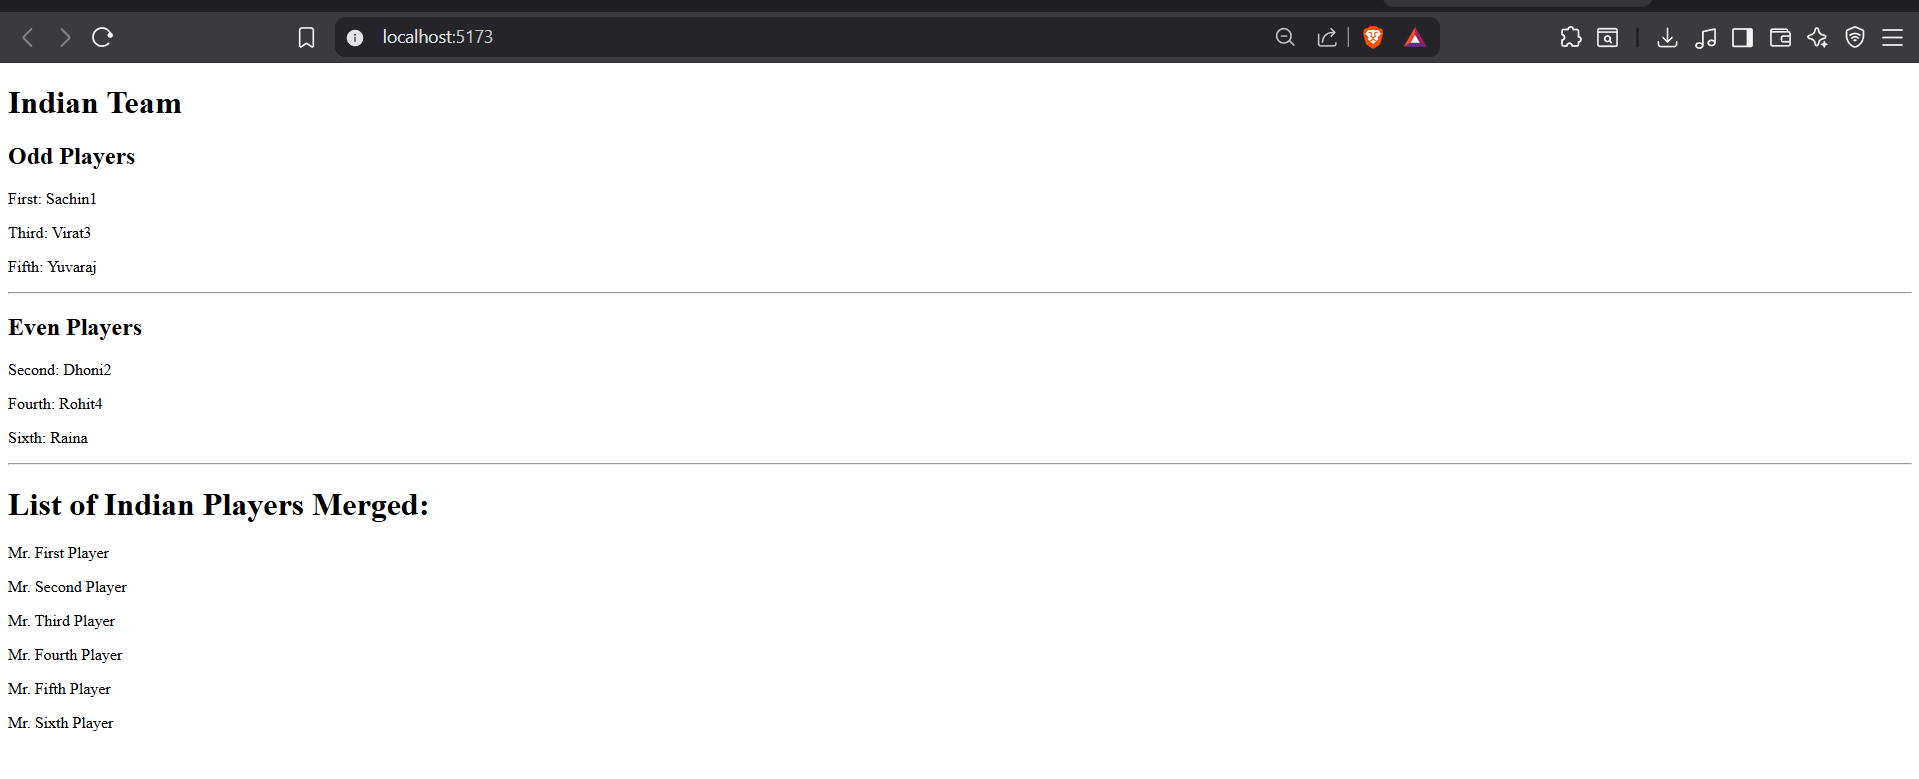 localhost:5173
Indian Team
Odd Players
First: Sachin1
Third: Virat3
Fifth: Yuvaraj
Even Players
Second: Dhoni2
Fourth: Rohit4
Sixth: Raina
List of Indian Players Merged:
Mr. First Player
Mr. Second Player
Mr. Third Player
Mr. Fourth Player
Mr. Fifth Player
Mr. Sixth Player